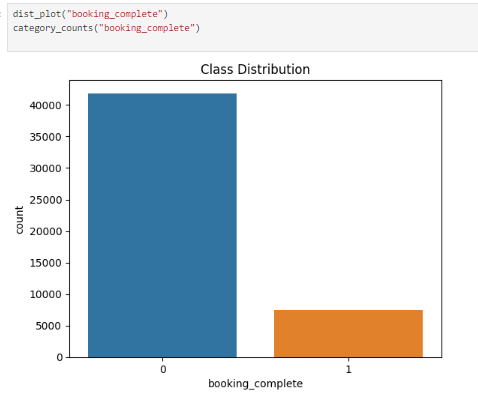 dist_plot("booking_complete")
category_counts("booking_complete")
Class Distribution
40000
35000
30000
25000
20000
15000
10000
5000
0
count
0 1
booking_complete